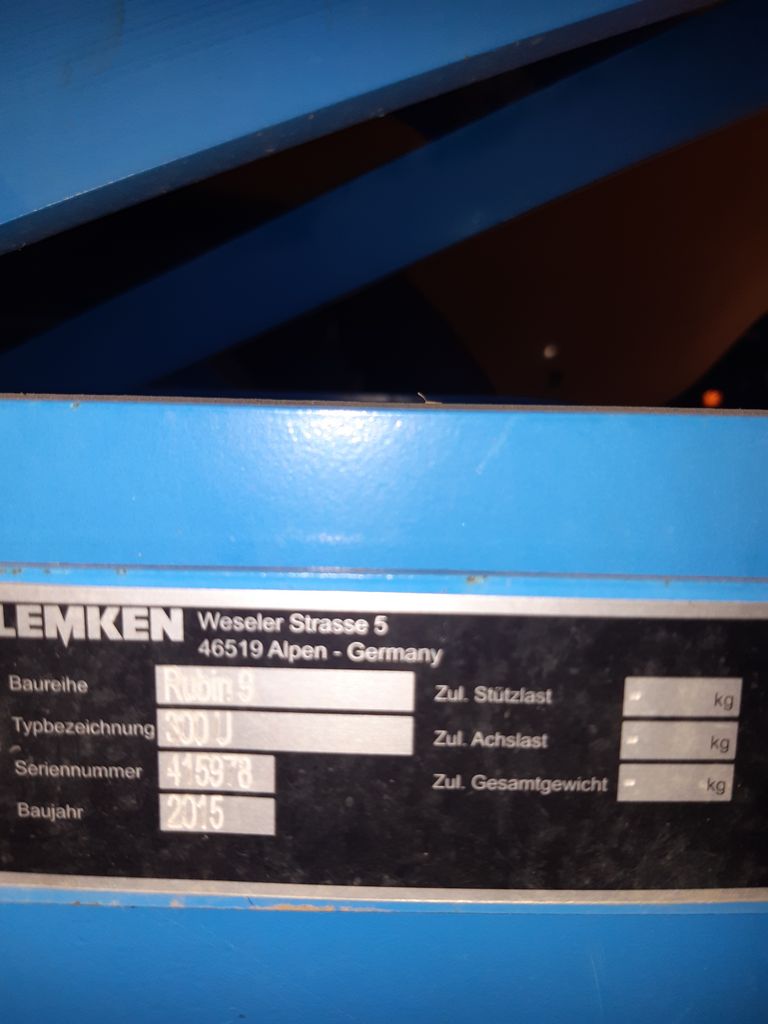 LEMKEN Weseler Strasse 5
46519 Alpen - Germany
Baureihe Rubin 9
Typbezeichnung 300 U
Seriennummer
Baujahr 2015
Zul. Stützlast - kg
Zul. Achslast - kg
Zul. Gesamtgewicht - kg